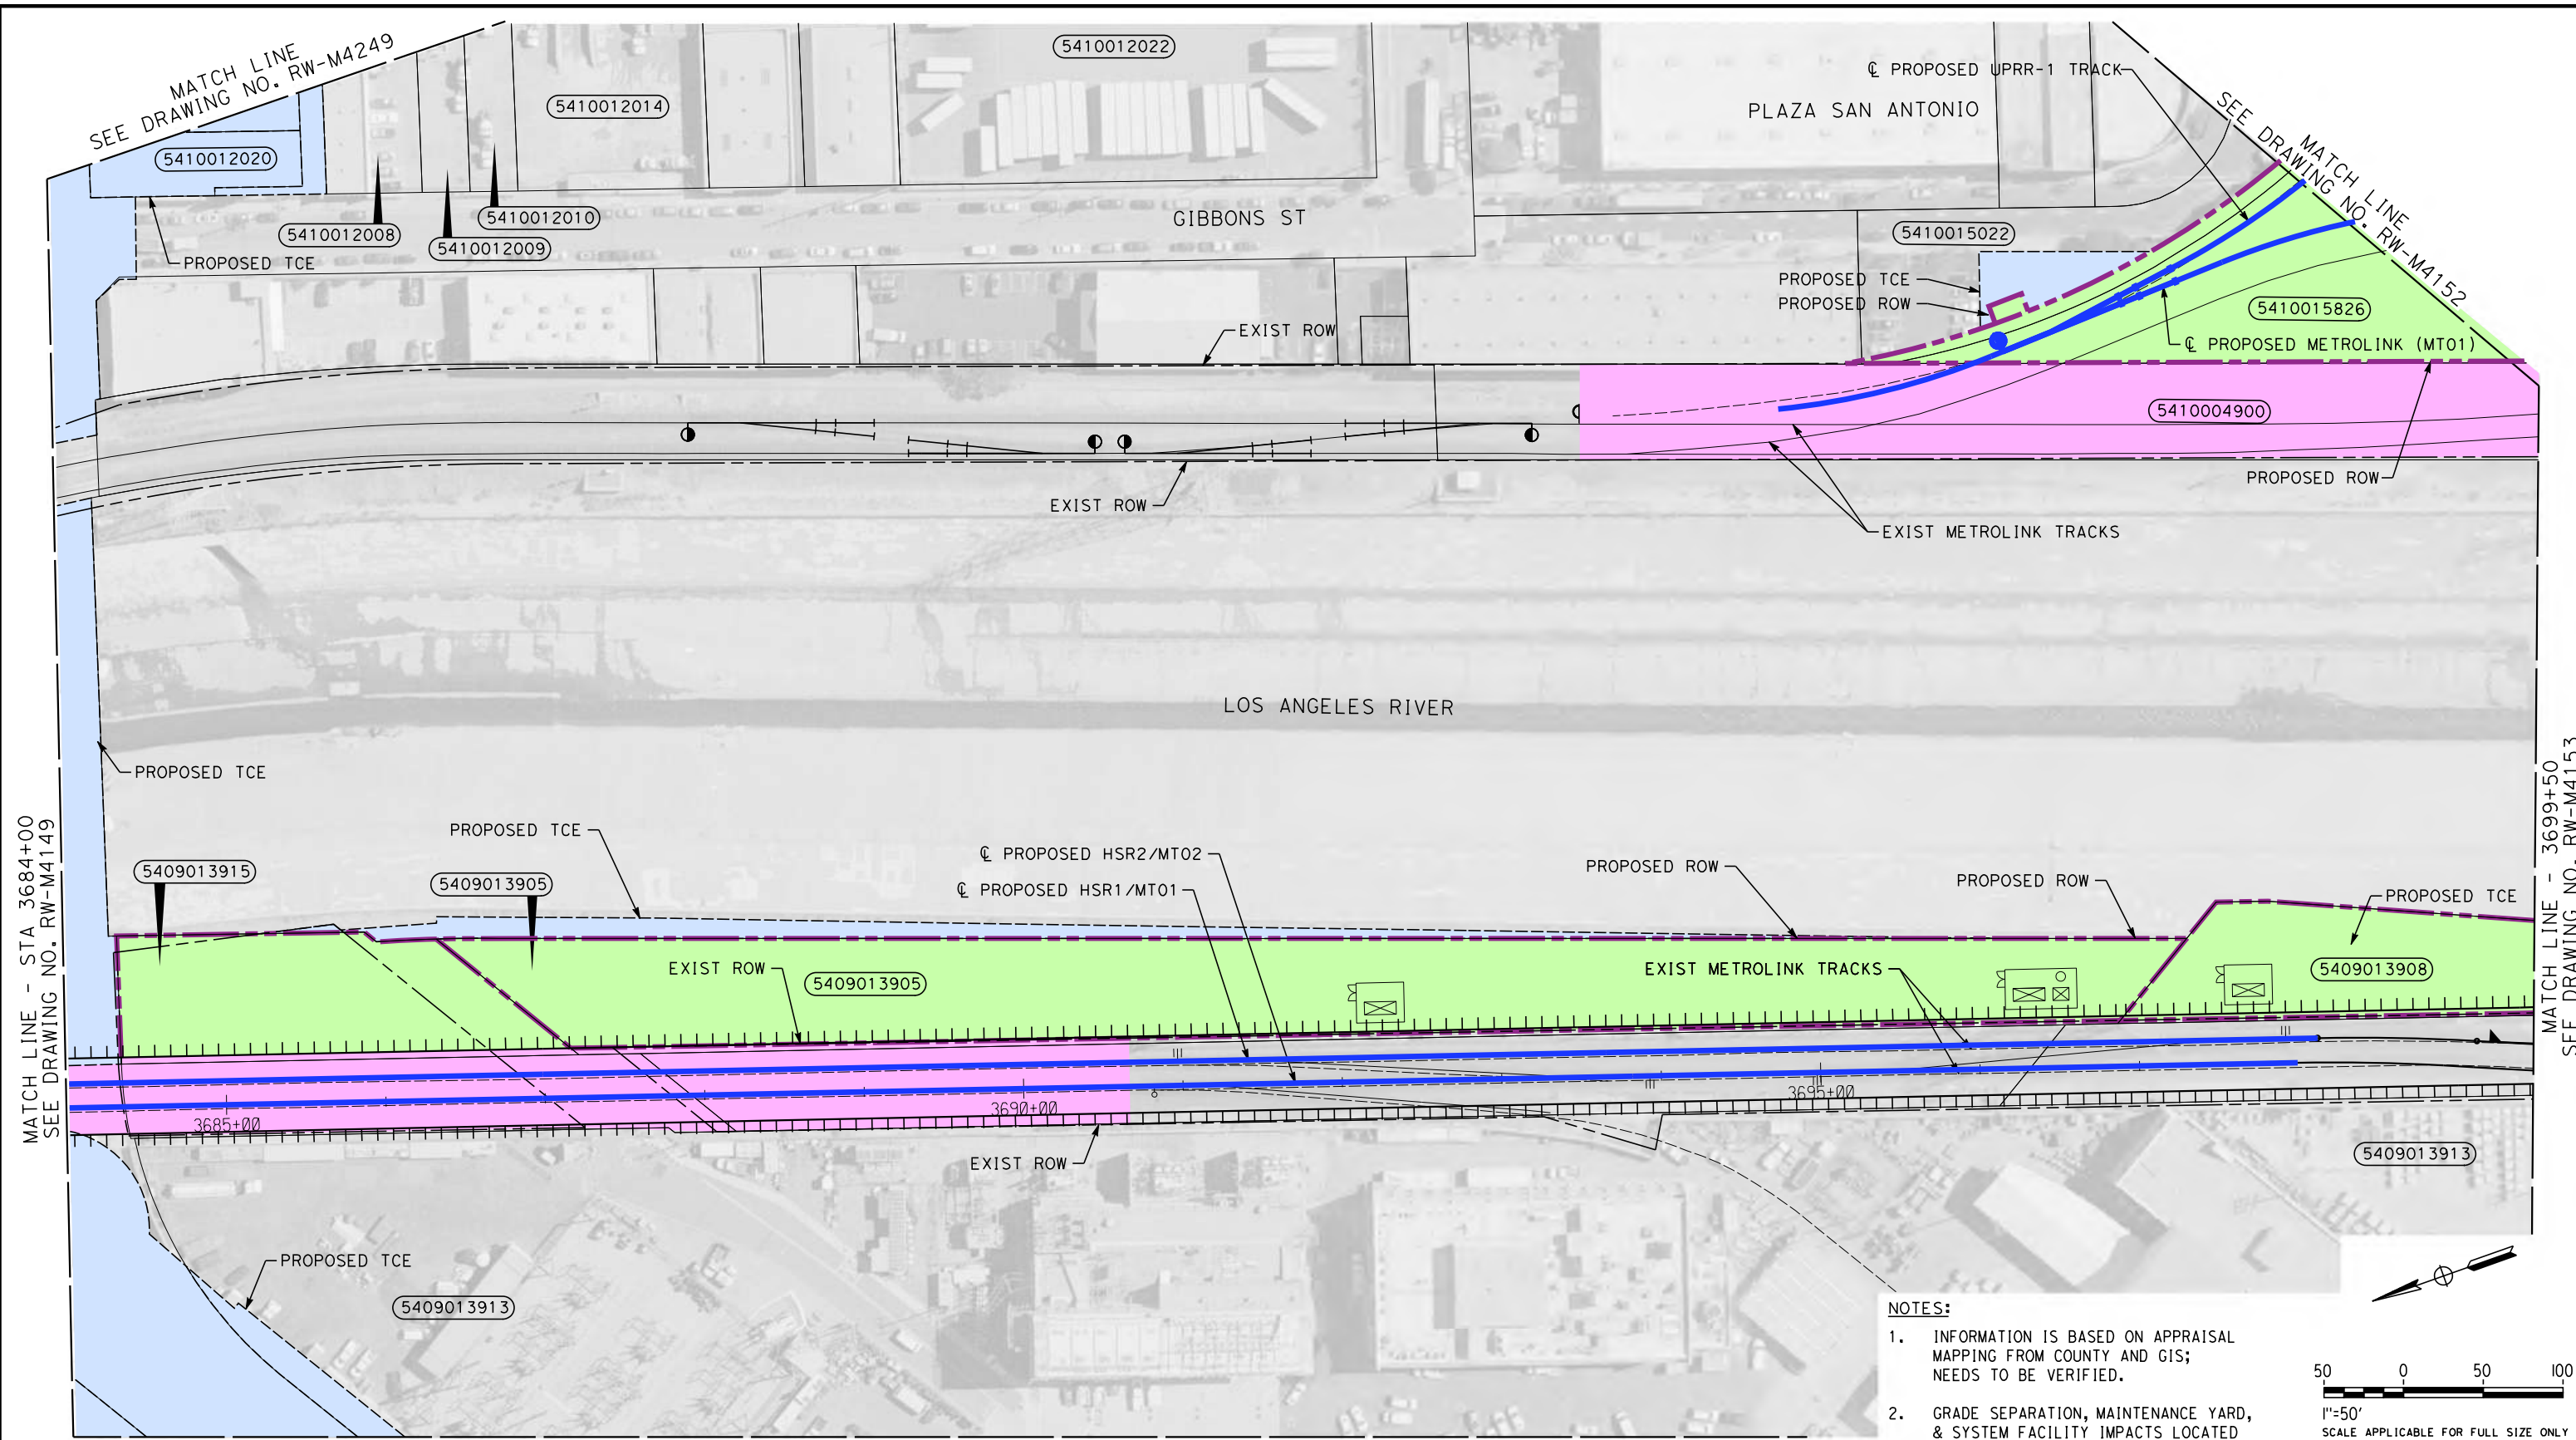 MATCH LINE
SEE DRAWING NO. RW-M4249
5410012022
5410012014
5410012020
5410012008
5410012009
5410012010
PROPOSED TCE
GIBBONS ST
℄ PROPOSED UPRR-1 TRACK
PLAZA SAN ANTONIO
MATCH LINE
SEE DRAWING NO. RW-M4152
5410015022
PROPOSED TCE
PROPOSED ROW
5410015826
℄ PROPOSED METROLINK (MT01)
EXIST ROW
5410004900
PROPOSED ROW
EXIST ROW
EXIST METROLINK TRACKS
LOS ANGELES RIVER
PROPOSED TCE
MATCH LINE - STA 3684+00
SEE DRAWING NO. RW-M4149
MATCH LINE - 3699+50
SEE DRAWING NO. RW-M4153
PROPOSED TCE
℄ PROPOSED HSR2/MT02
℄ PROPOSED HSR1/MT01
PROPOSED ROW
PROPOSED ROW
PROPOSED TCE
5409013915
5409013905
EXIST ROW
5409013905
EXIST METROLINK TRACKS
5409013908
3685+00
3690+00
3695+00
EXIST ROW
5409013913
PROPOSED TCE
5409013913
NOTES:
1. INFORMATION IS BASED ON APPRAISAL
MAPPING FROM COUNTY AND GIS;
NEEDS TO BE VERIFIED.
2. GRADE SEPARATION, MAINTENANCE YARD,
& SYSTEM FACILITY IMPACTS LOCATED
50 0 50 100
1"=50'
SCALE APPLICABLE FOR FULL SIZE ONLY